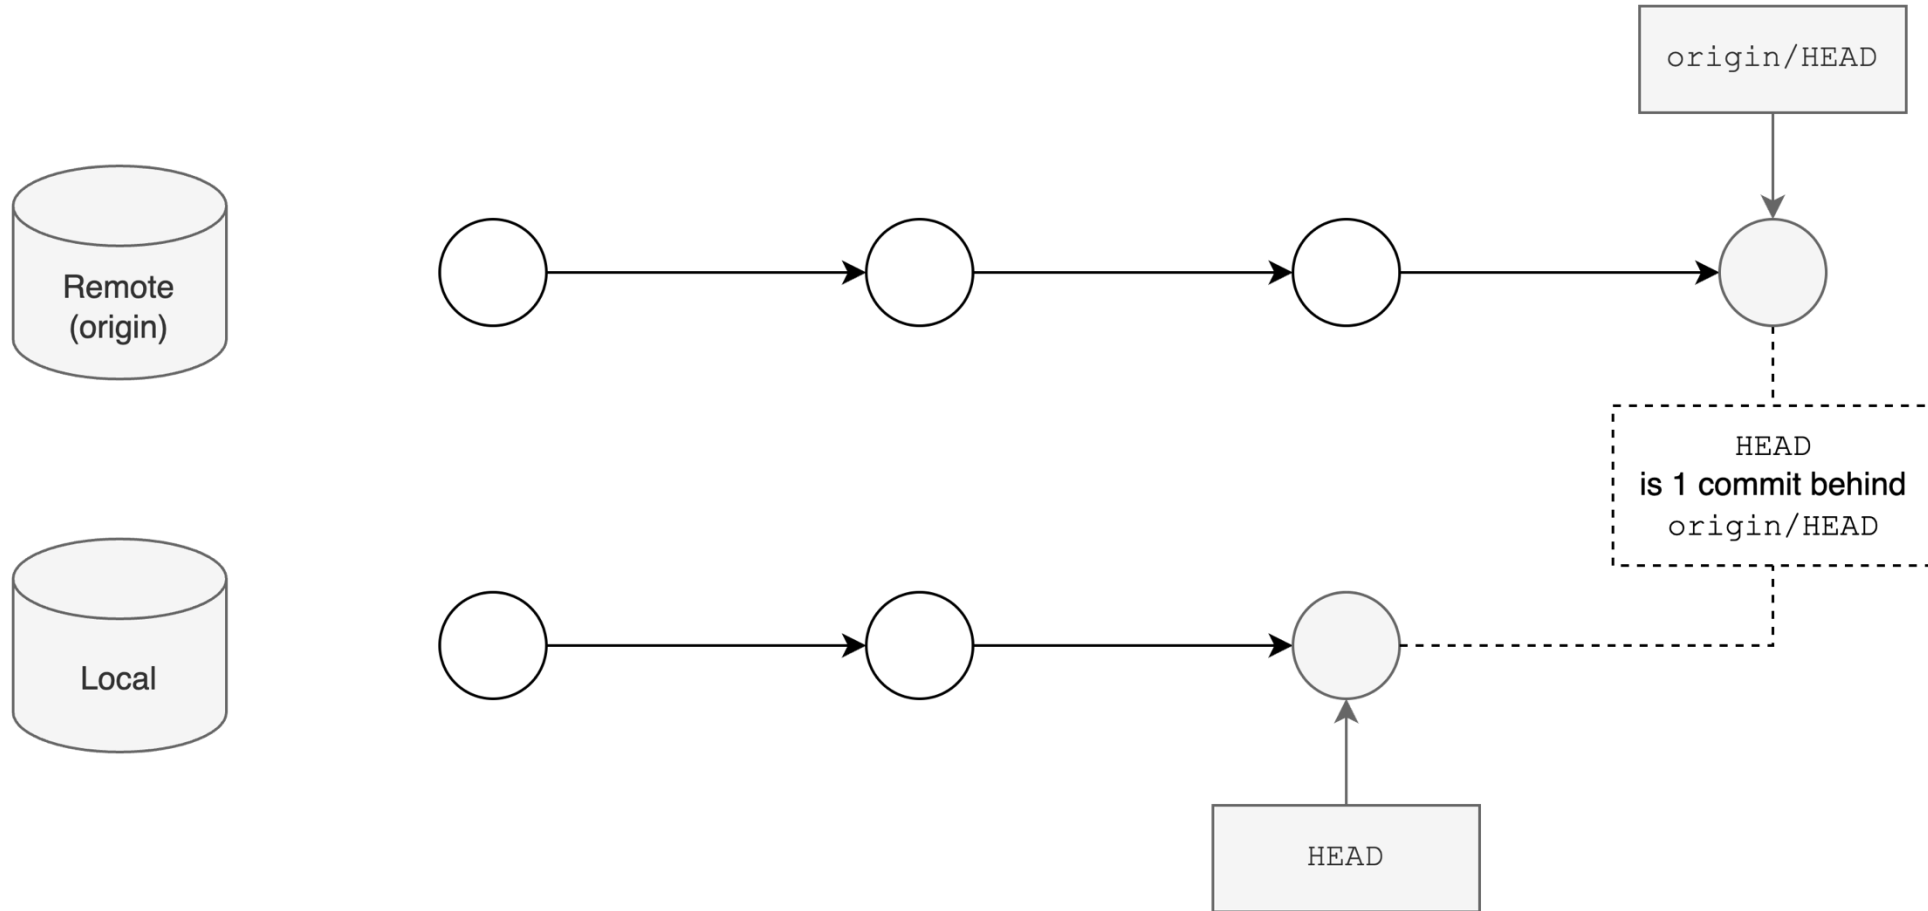 origin/HEAD
Remote
(origin)
HEAD
is 1 commit behind
origin/HEAD
Local
HEAD